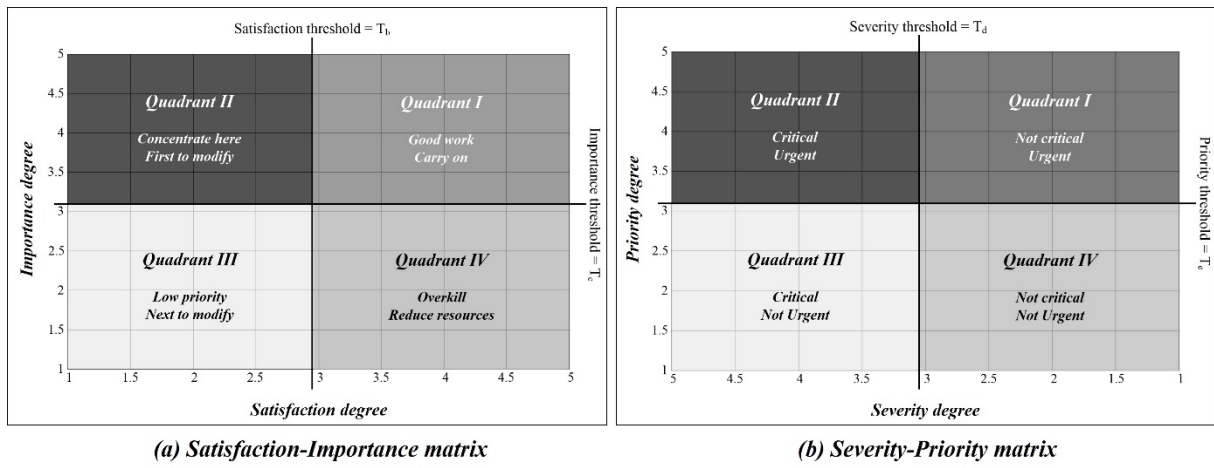 Satisfaction threshold = T_b
5
4.5
4
3.5
3
2.5
2
1.5
1
Importance degree
Quadrant II
Concentrate here
First to modify
Quadrant I
Good work
Carry on
Quadrant III
Low priority
Next to modify
Quadrant IV
Overkill
Reduce resources
Importance threshold = T_c
1
1.5
2
2.5
3
3.5
4
4.5
5
Satisfaction degree
(a) Satisfaction-Importance matrix
Severity threshold = T_d
5
4.5
4
3.5
3
2.5
2
1.5
1
Priority degree
Quadrant II
Critical
Urgent
Quadrant I
Not critical
Urgent
Quadrant III
Critical
Not Urgent
Quadrant IV
Not critical
Not Urgent
Priority threshold = T_e
5
4.5
4
3.5
3
2.5
2
1.5
1
Severity degree
(b) Severity-Priority matrix